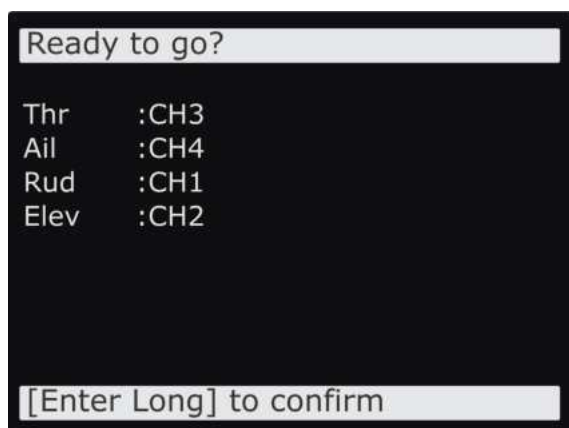 Ready to go?
Thr :CH3
Ail :CH4
Rud :CH1
Elev :CH2
[Enter Long] to confirm